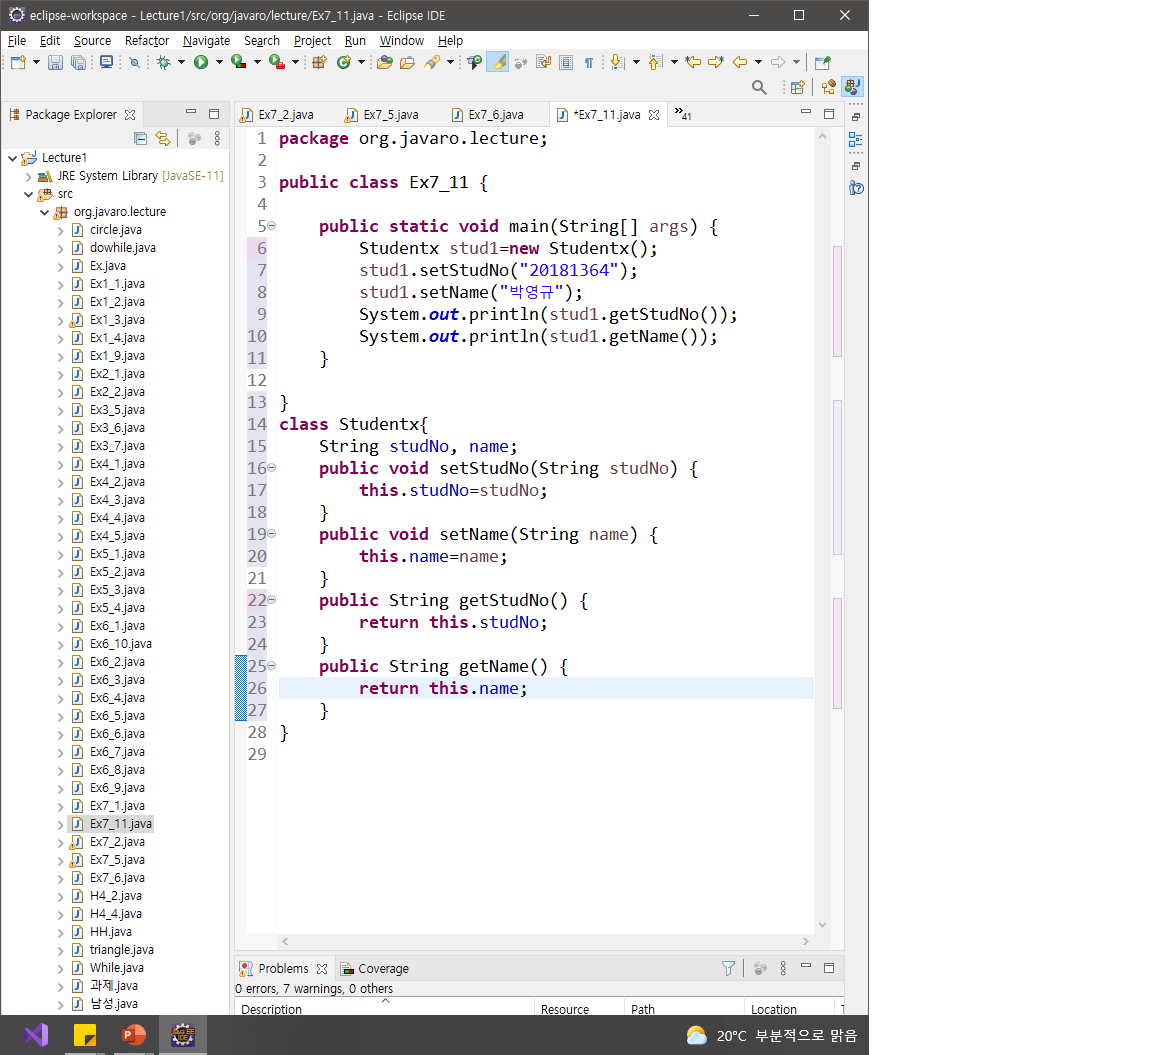 eclipse-workspace - Lecture1/src/org/javaro/lecture/Ex7_11.java - Eclipse IDE
File Edit Source Refactor Navigate Search Project Run Window Help
Package Explorer
Ex7_2.java Ex7_5.java Ex7_6.java *Ex7_11.java »41
Lecture1
JRE System Library [JavaSE-11]
src
org.javaro.lecture
circle.java
dowhile.java
Ex.java
Ex1_1.java
Ex1_2.java
Ex1_3.java
Ex1_4.java
Ex1_9.java
Ex2_1.java
Ex2_2.java
Ex3_5.java
Ex3_6.java
Ex3_7.java
Ex4_1.java
Ex4_2.java
Ex4_3.java
Ex4_4.java
Ex4_5.java
Ex5_1.java
Ex5_2.java
Ex5_3.java
Ex5_4.java
Ex6_1.java
Ex6_10.java
Ex6_2.java
Ex6_3.java
Ex6_4.java
Ex6_5.java
Ex6_6.java
Ex6_7.java
Ex6_8.java
Ex6_9.java
Ex7_1.java
Ex7_11.java
Ex7_2.java
Ex7_5.java
Ex7_6.java
H4_2.java
H4_4.java
HH.java
triangle.java
While.java
과제.java
남성.java
1 package org.javaro.lecture;
2
3 public class Ex7_11 {
4
5 public static void main(String[] args) {
6 Studentx stud1=new Studentx();
7 stud1.setStudNo("20181364");
8 stud1.setName("박영규");
9 System.out.println(stud1.getStudNo());
10 System.out.println(stud1.getName());
11 }
12
13 }
14 class Studentx{
15 String studNo, name;
16 public void setStudNo(String studNo) {
17 this.studNo=studNo;
18 }
19 public void setName(String name) {
20 this.name=name;
21 }
22 public String getStudNo() {
23 return this.studNo;
24 }
25 public String getName() {
26 return this.name;
27 }
28 }
29
Problems Coverage
0 errors, 7 warnings, 0 others
Description Resource Path Location
20°C 부분적으로 맑음